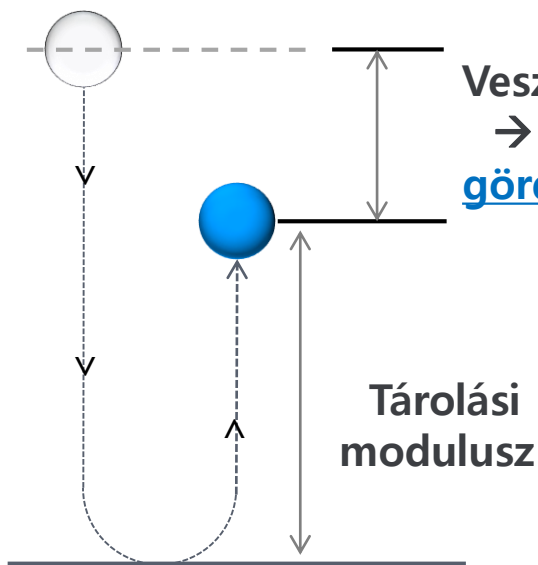 Vesz
→
göre
Tárolási
modulusz